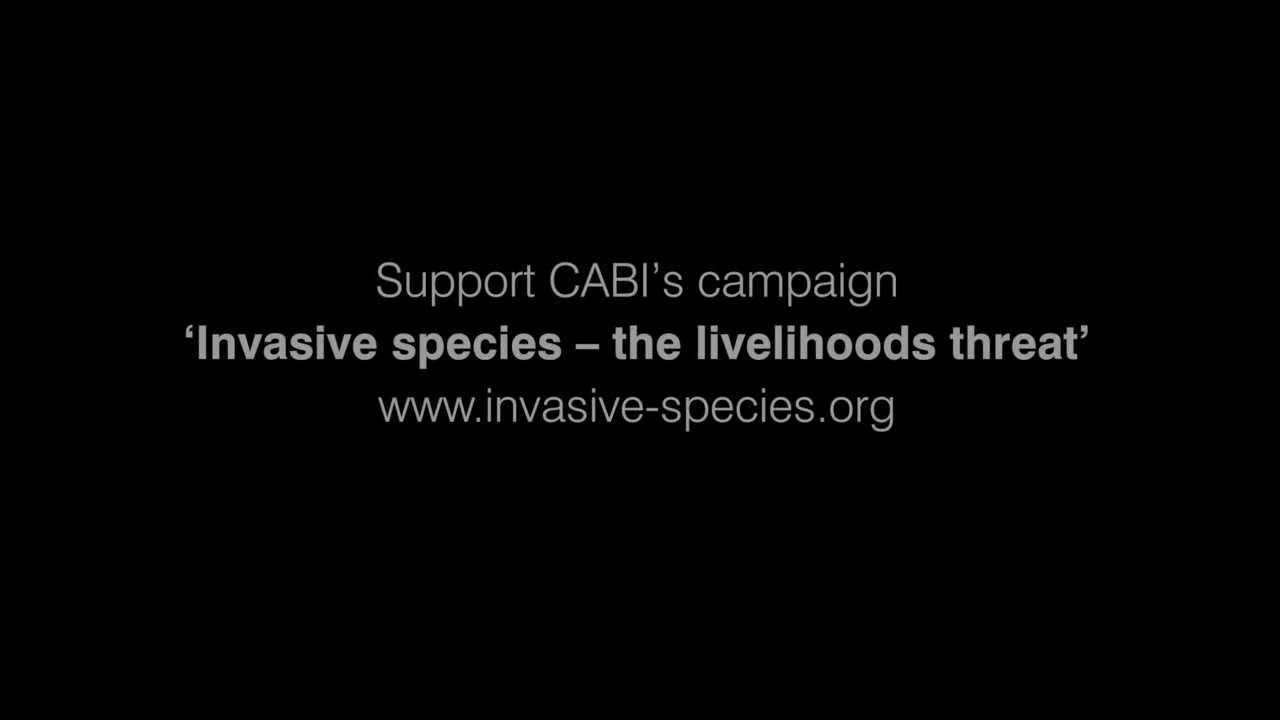 Support CABI’s campaign
‘Invasive species – the livelihoods threat’
www.invasive-species.org